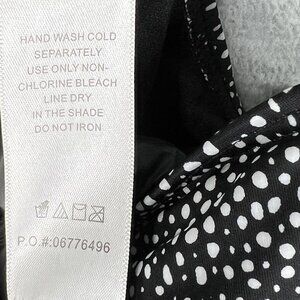 HAND WASH COLD
SEPARATELY
USE ONLY NON-
CHLORINE BLEACH
LINE DRY
IN THE SHADE
DO NOT IRON
P.O.#:06776496